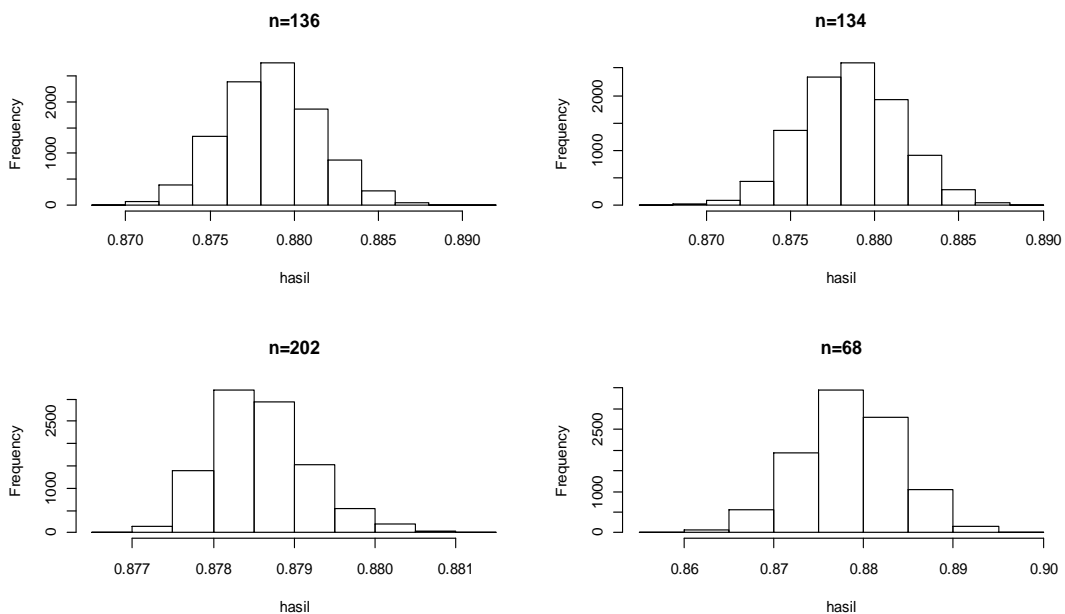 n=136
Frequency
0 1000 2000
0.870 0.875 0.880 0.885 0.890
hasil
n=134
Frequency
0 1000 2000
0.870 0.875 0.880 0.885 0.890
hasil
n=202
Frequency
0 1000 2500
0.877 0.878 0.879 0.880 0.881
hasil
n=68
Frequency
0 1000 2500
0.86 0.87 0.88 0.89 0.90
hasil